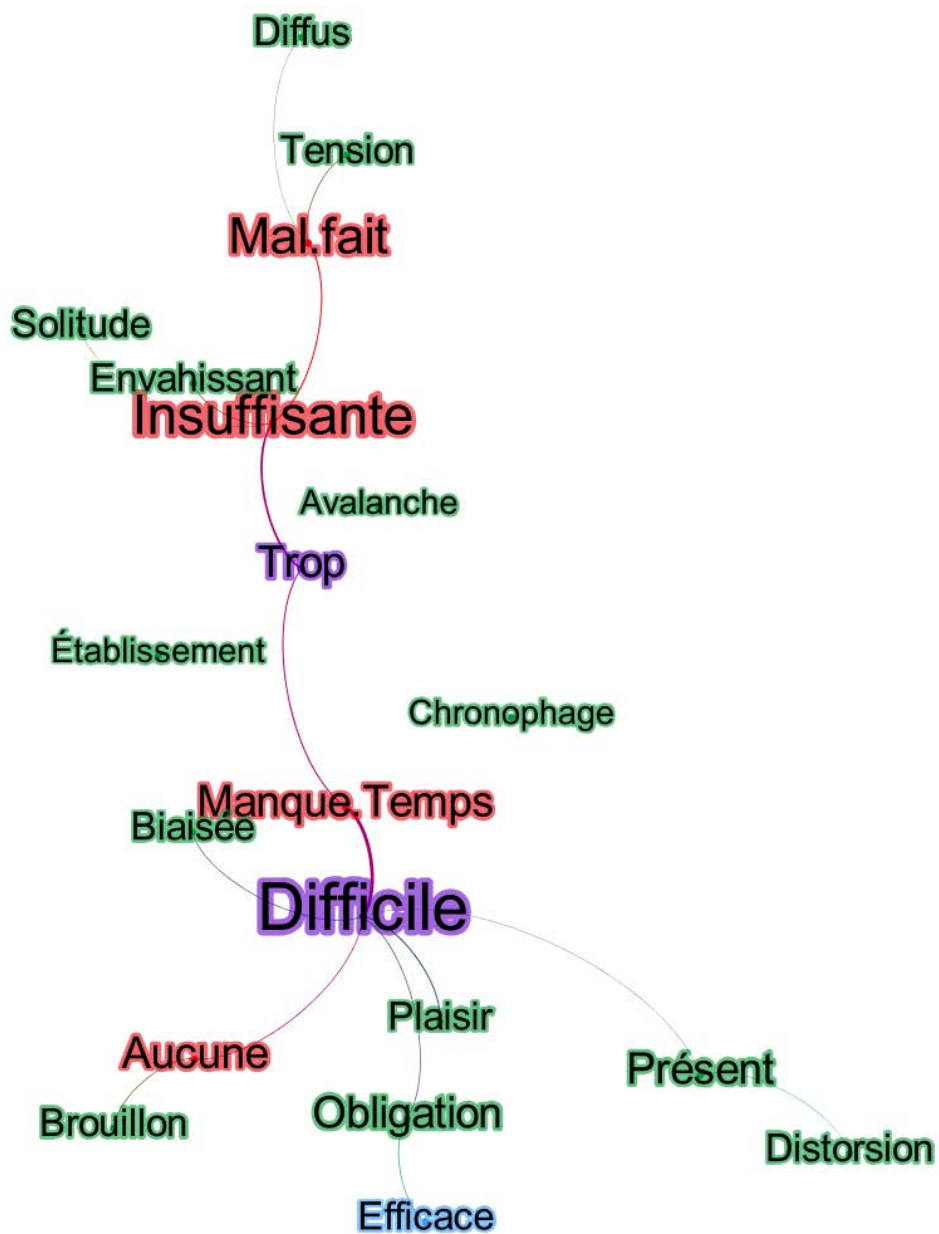 Diffus
Tension
Mal.fait
Solitude
Envahissant
Insuffisante
Avalanche
Trop
Établissement
Chronophage
Manque.Temps
Biaisée
Difficile
Plaisir
Aucune
Présent
Obligation
Brouillon
Distorsion
Efficace